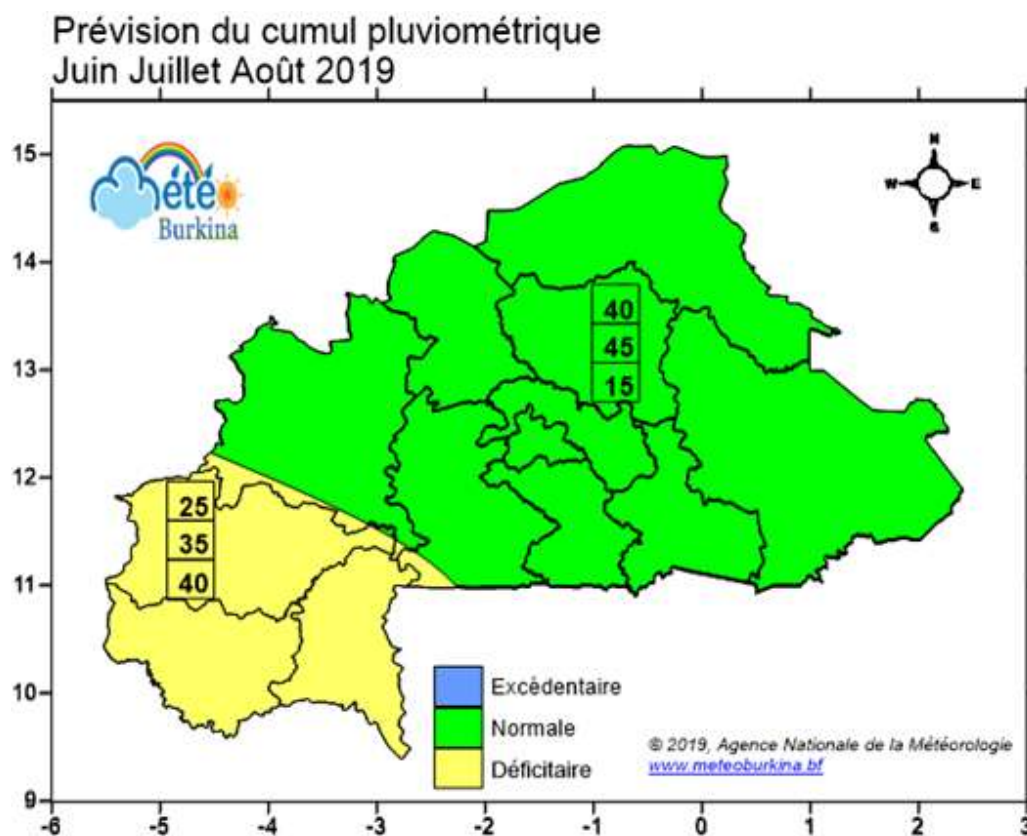 Prévision du cumul pluviométrique
Juin Juillet Août 2019
15
14
13
12
11
10
9
-6
-5
-4
-3
-2
-1
0
1
2
3
Météo
Burkina
N
W
E
S
40
45
15
25
35
40
Excédentaire
Normale
Déficitaire
© 2019, Agence Nationale de la Météorologie
www.meteoburkina.bf